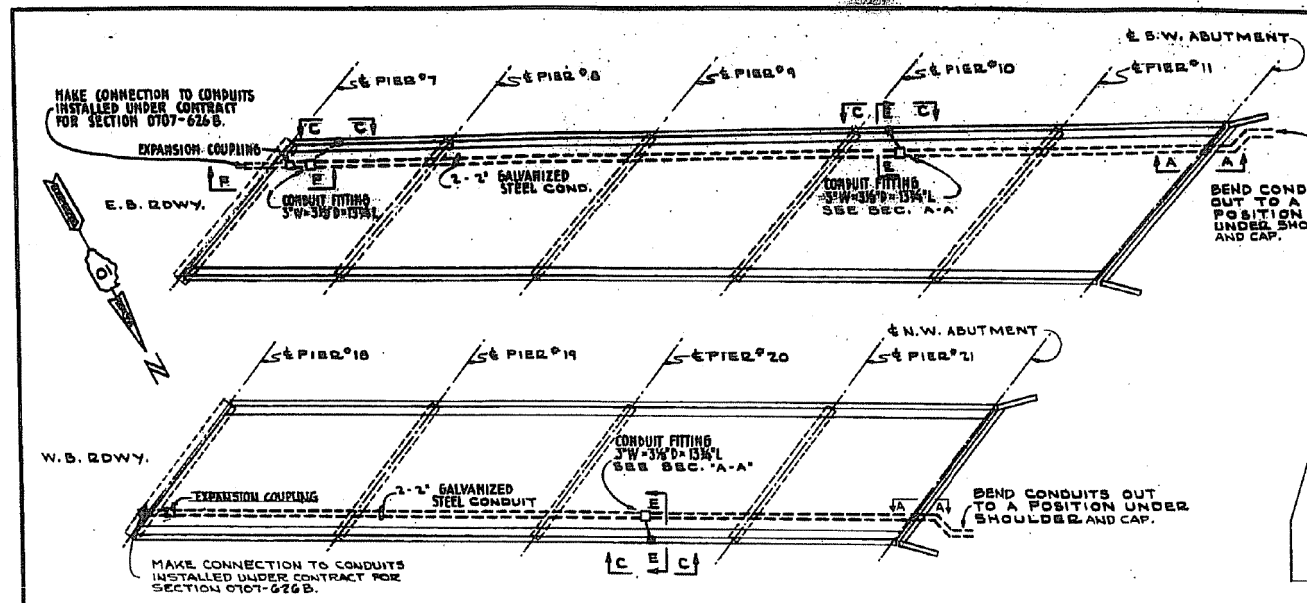 ℄ S.W. ABUTMENT
℄ PIER #7
℄ PIER #8
℄ PIER #9
℄ PIER #10
℄ PIER #11
MAKE CONNECTION TO CONDUITS
INSTALLED UNDER CONTRACT
FOR SECTION 0707-626B.
C C
C E C
EXPANSION COUPLING
F E
E
A A
2-2" GALVANIZED
STEEL COND.
CONDUIT FITTING
3"W=3⅛"D=13¾"L
CONDUIT FITTING
3"W=3⅛"D=13¾"L
SEE SEC. "A-A"
E.B. RDWY.
BEND COND
OUT TO A
POSITION
UNDER SHO
AND CAP.
N
℄ N.W. ABUTMENT
℄ PIER #18
℄ PIER #19
℄ PIER #20
℄ PIER #21
W.B. RDWY.
CONDUIT FITTING
3"W=3⅛"D=13¾"L
SEE SEC. "A-A"
EXPANSION COUPLING
2-2" GALVANIZED
STEEL CONDUIT
E
A A
BEND CONDUITS OUT
TO A POSITION UNDER
SHOULDER AND CAP.
C E C
MAKE CONNECTION TO CONDUITS
INSTALLED UNDER CONTRACT FOR
SECTION 0707-626B.